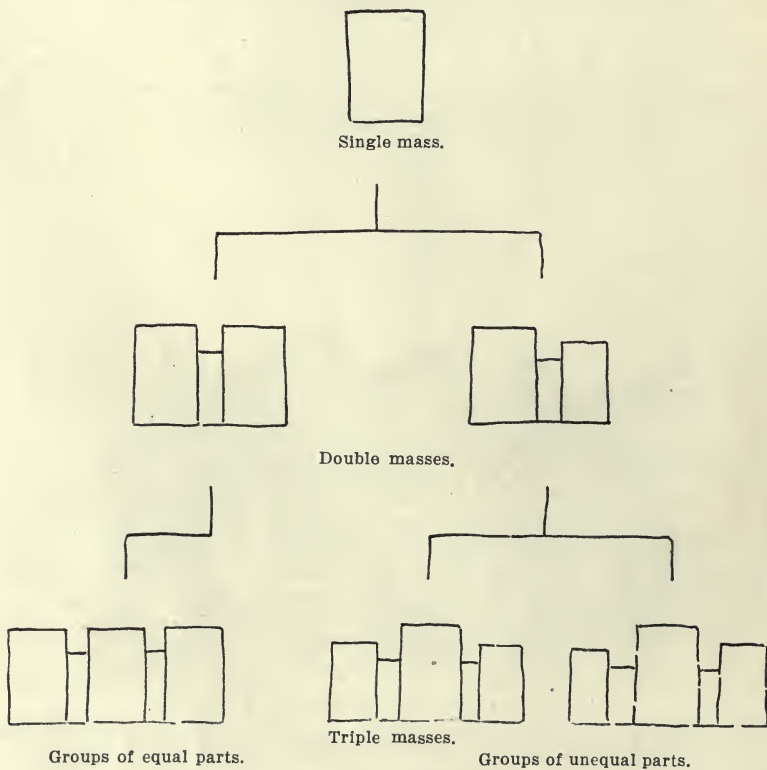 Single mass.
Double masses.
Triple masses.
Groups of equal parts.
Groups of unequal parts.